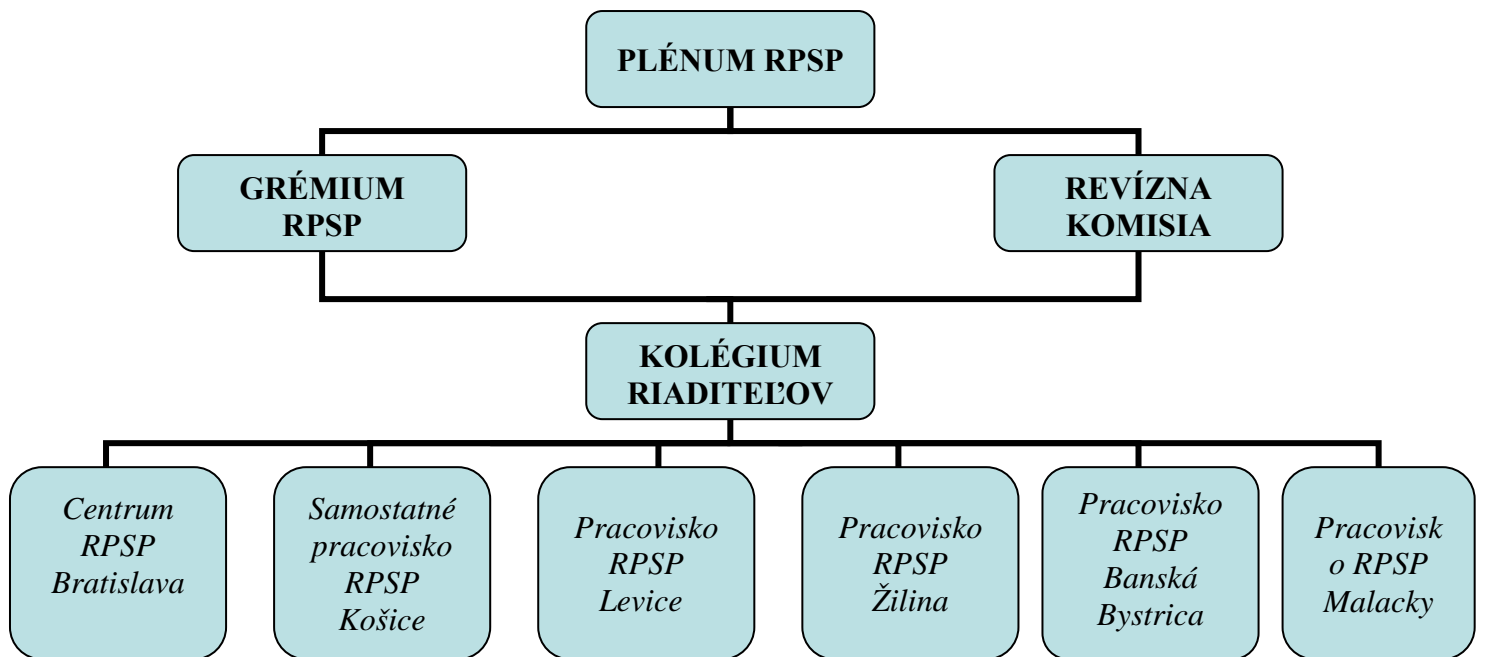 PLÉNUM RPSP
GRÉMIUM
RPSP
REVÍZNA
KOMISIA
KOLÉGIUM
RIADITEĽOV
Centrum
RPSP
Bratislava
Samostatné
pracovisko
RPSP
Košice
Pracovisko
RPSP
Levice
Pracovisko
RPSP
Žilina
Pracovisko
RPSP
Banská
Bystrica
Pracovisk
o RPSP
Malacky